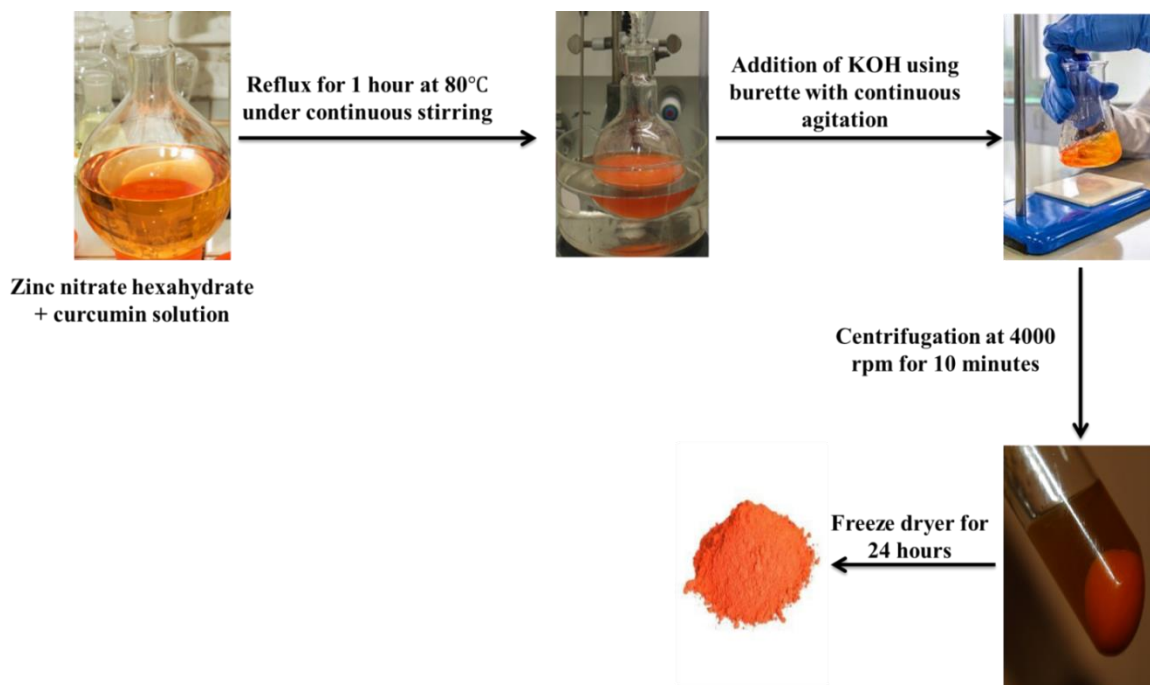 Reflux for 1 hour at 80℃
under continuous stirring
Addition of KOH using
burette with continuous
agitation
Zinc nitrate hexahydrate
+ curcumin solution
Centrifugation at 4000
rpm for 10 minutes
Freeze dryer for
24 hours